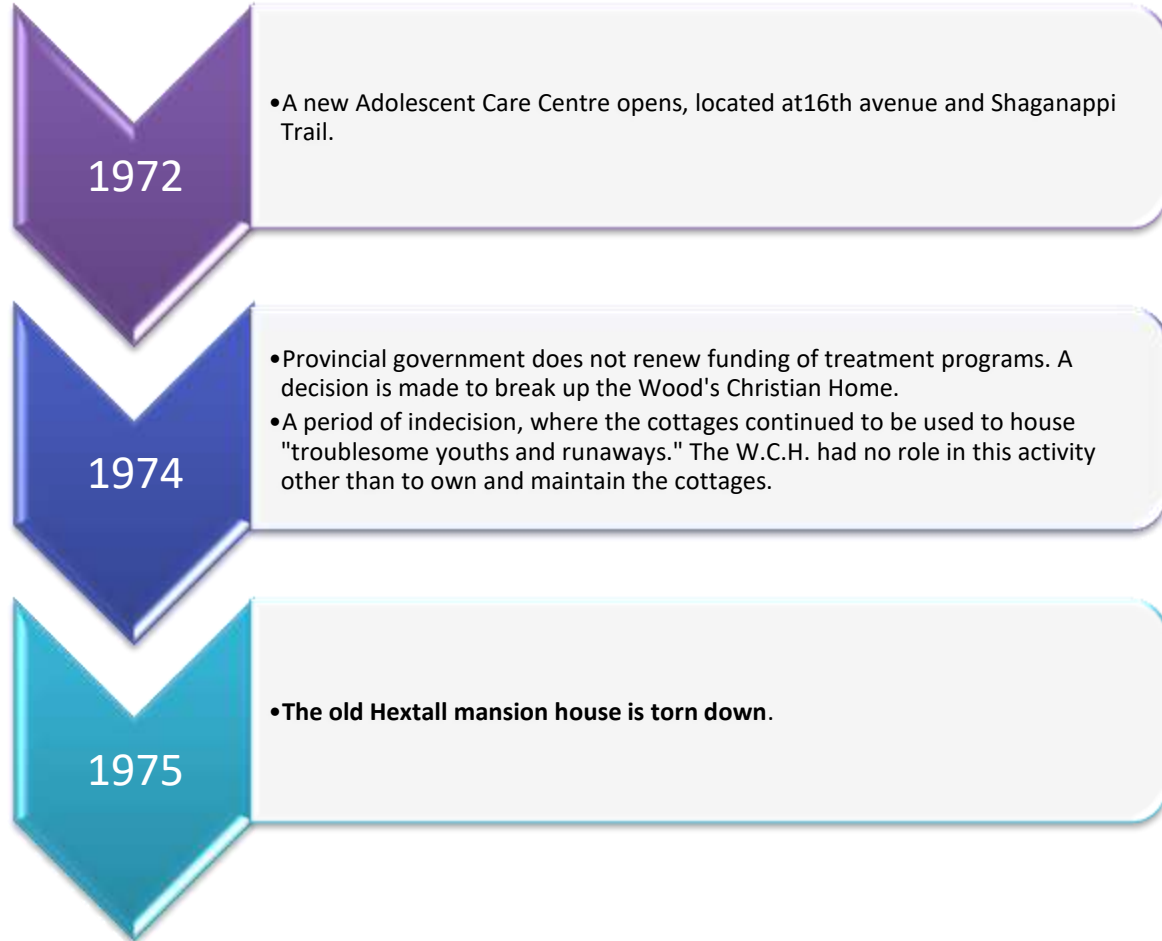 1972
•A new Adolescent Care Centre opens, located at16th avenue and Shaganappi
Trail.
1974
•Provincial government does not renew funding of treatment programs. A
decision is made to break up the Wood's Christian Home.
•A period of indecision, where the cottages continued to be used to house
"troublesome youths and runaways." The W.C.H. had no role in this activity
other than to own and maintain the cottages.
1975
•The old Hextall mansion house is torn down.